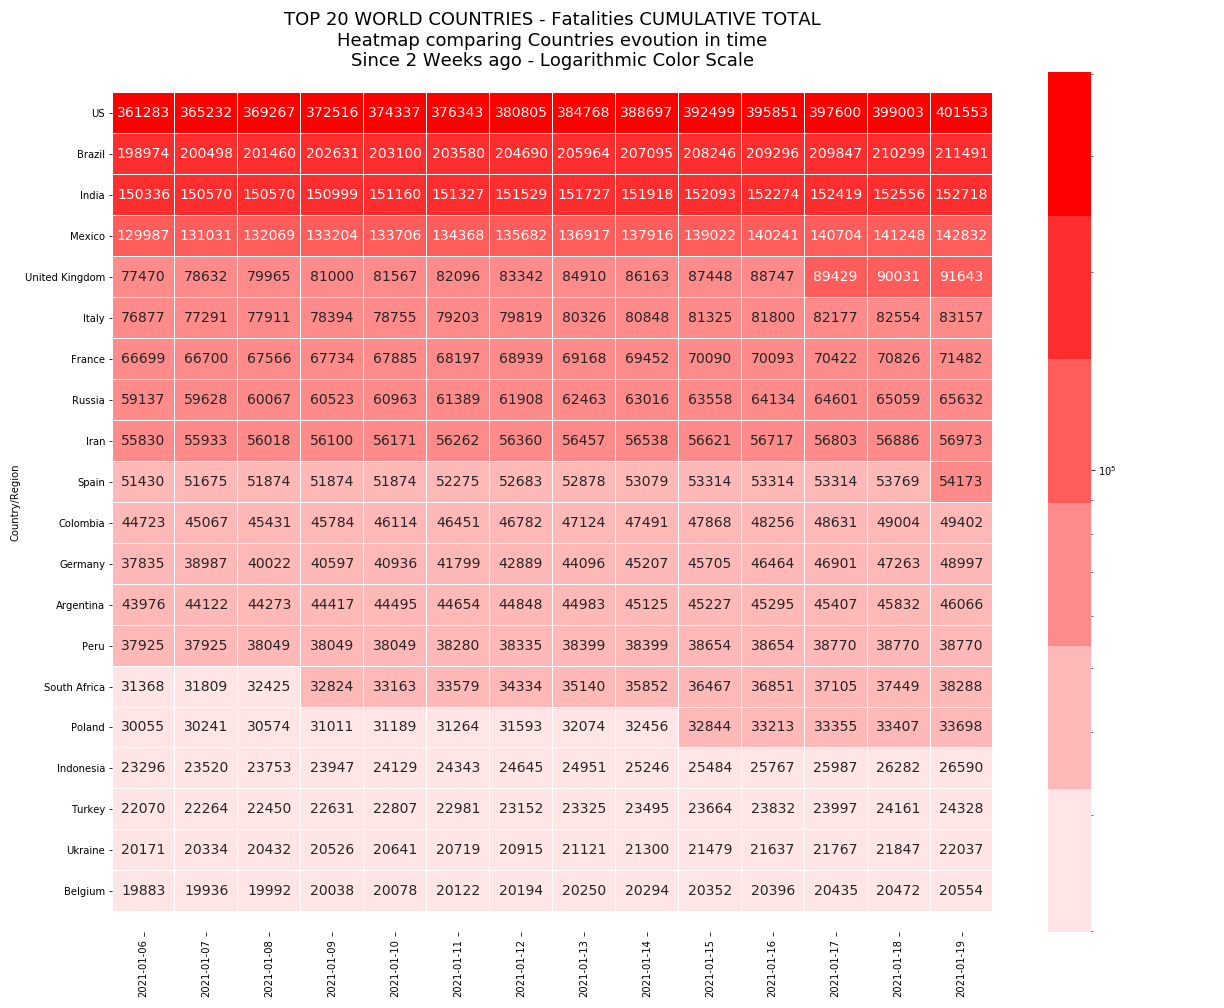 TOP 20 WORLD COUNTRIES - Fatalities CUMULATIVE TOTAL
Heatmap comparing Countries evoution in time
Since 2 Weeks ago - Logarithmic Color Scale
US 361283 365232 369267 372516 374337 376343 380805 384768 388697 392499 395851 397600 399003 401553
Brazil 198974 200498 201460 202631 203100 203580 204690 205964 207095 208246 209296 209847 210299 211491
India 150336 150570 150570 150999 151160 151327 151529 151727 151918 152093 152274 152419 152556 152718
Mexico 129987 131031 132069 133204 133706 134368 135682 136917 137916 139022 140241 140704 141248 142832
United Kingdom 77470 78632 79965 81000 81567 82096 83342 84910 86163 87448 88747 89429 90031 91643
Italy 76877 77291 77911 78394 78755 79203 79819 80326 80848 81325 81800 82177 82554 83157
France 66699 66700 67566 67734 67885 68197 68939 69168 69452 70090 70093 70422 70826 71482
Russia 59137 59628 60067 60523 60963 61389 61908 62463 63016 63558 64134 64601 65059 65632
Iran 55830 55933 56018 56100 56171 56262 56360 56457 56538 56621 56717 56803 56886 56973
Spain 51430 51675 51874 51874 51874 52275 52683 52878 53079 53314 53314 53314 53769 54173
Colombia 44723 45067 45431 45784 46114 46451 46782 47124 47491 47868 48256 48631 49004 49402
Germany 37835 38987 40022 40597 40936 41799 42889 44096 45207 45705 46464 46901 47263 48997
Argentina 43976 44122 44273 44417 44495 44654 44848 44983 45125 45227 45295 45407 45832 46066
Peru 37925 37925 38049 38049 38049 38280 38335 38399 38399 38654 38654 38770 38770 38770
South Africa 31368 31809 32425 32824 33163 33579 34334 35140 35852 36467 36851 37105 37449 38288
Poland 30055 30241 30574 31011 31189 31264 31593 32074 32456 32844 33213 33355 33407 33698
Indonesia 23296 23520 23753 23947 24129 24343 24645 24951 25246 25484 25767 25987 26282 26590
Turkey 22070 22264 22450 22631 22807 22981 23152 23325 23495 23664 23832 23997 24161 24328
Ukraine 20171 20334 20432 20526 20641 20719 20915 21121 21300 21479 21637 21767 21847 22037
Belgium 19883 19936 19992 20038 20078 20122 20194 20250 20294 20352 20396 20435 20472 20554
2021-01-06 2021-01-07 2021-01-08 2021-01-09 2021-01-10 2021-01-11 2021-01-12 2021-01-13 2021-01-14 2021-01-15 2021-01-16 2021-01-17 2021-01-18 2021-01-19
Country/Region
10⁵